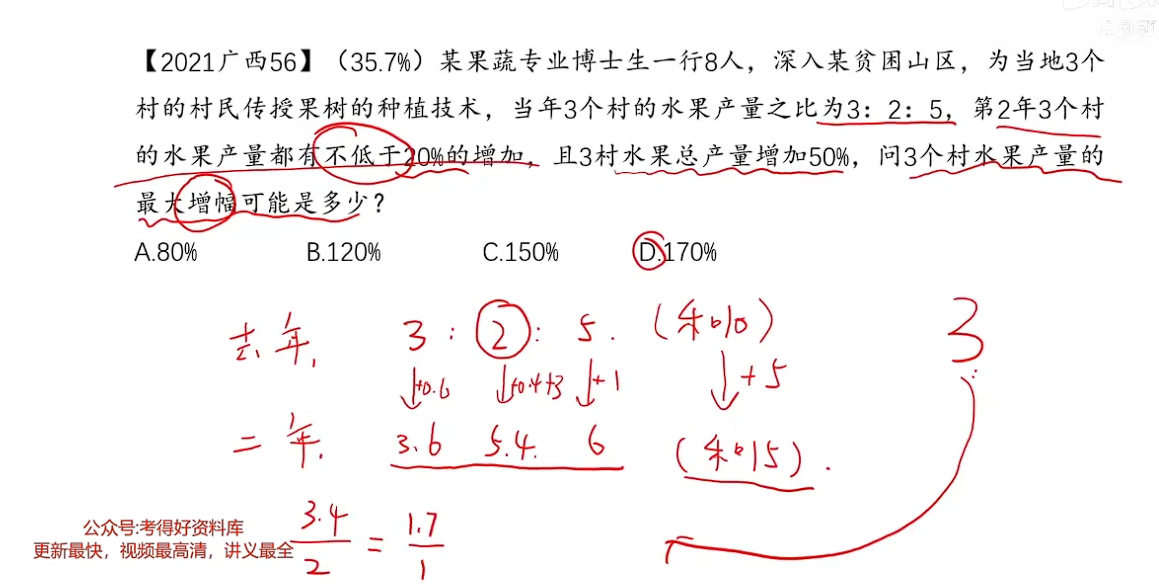 【2021广西56】（35.7%）某果蔬专业博士生一行8人，深入某贫困山区，为当地3个
村的村民传授果树的种植技术，当年3个村的水果产量之比为3：2：5，第2年3个村
的水果产量都有不低于20%的增加，且3村水果总产量增加50%，问3个村水果产量的
最大增幅可能是多少？
A.80% B.120% C.150% D.170%
去年, 3 : 2 : 5. (和10) 3
+0.6 +0.4+3 +1 +5
二年, 3.6 5.4. 6 (和15).
3.4/2 = 1.7/1
公众号:考得好资料库
更新最快，视频最高清，讲义最全